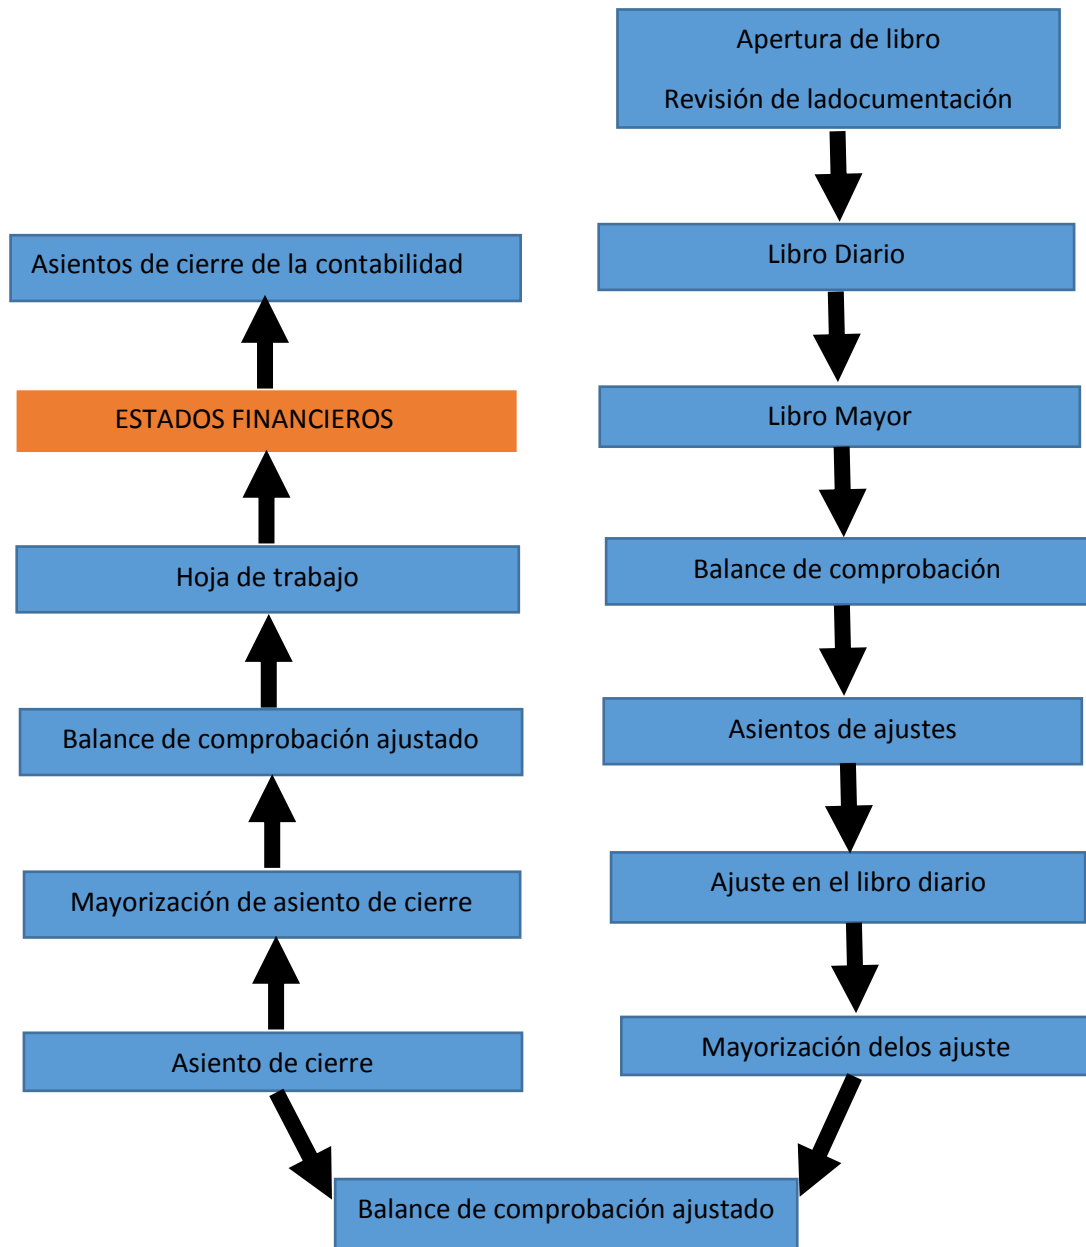 Apertura de libro
Revisión de ladocumentación
Libro Diario
Libro Mayor
Balance de comprobación
Asientos de ajustes
Ajuste en el libro diario
Mayorización delos ajuste
Balance de comprobación ajustado
Asiento de cierre
Mayorización de asiento de cierre
Balance de comprobación ajustado
Hoja de trabajo
ESTADOS FINANCIEROS
Asientos de cierre de la contabilidad